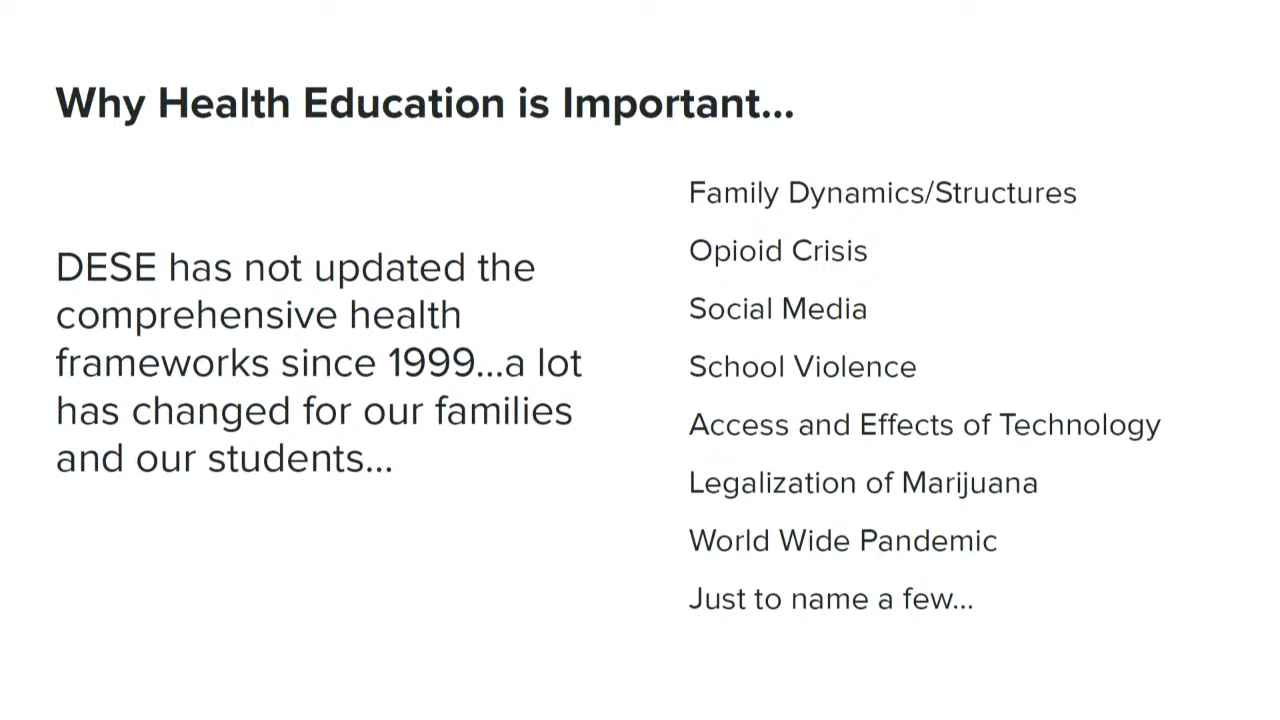 Why Health Education is Important...
DESE has not updated the
comprehensive health
frameworks since 1999...a lot
has changed for our families
and our students...
Family Dynamics/Structures
Opioid Crisis
Social Media
School Violence
Access and Effects of Technology
Legalization of Marijuana
World Wide Pandemic
Just to name a few...